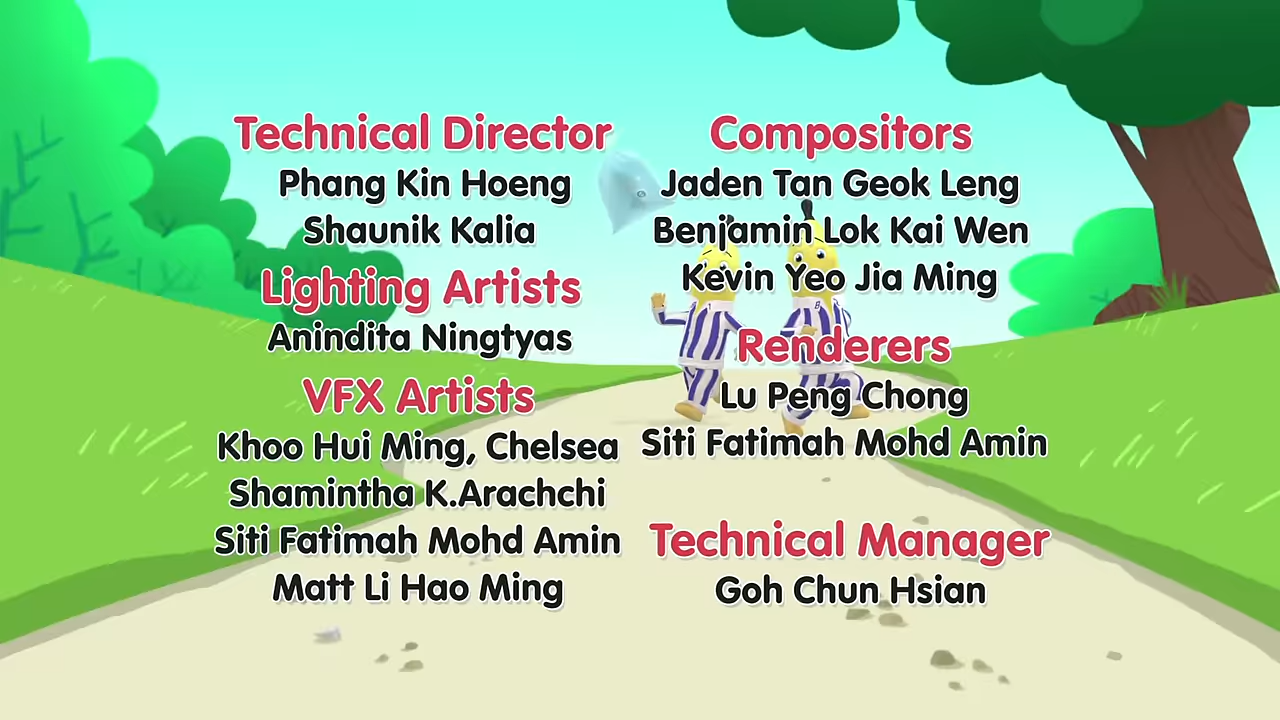 Technical Director
Phang Kin Hoeng
Shaunik Kalia
Lighting Artists
Anindita Ningtyas
VFX Artists
Khoo Hui Ming, Chelsea
Shamintha K.Arachchi
Siti Fatimah Mohd Amin
Matt Li Hao Ming
Compositors
Jaden Tan Geok Leng
Benjamin Lok Kai Wen
Kevin Yeo Jia Ming
Renderers
Lu Peng Chong
Siti Fatimah Mohd Amin
Technical Manager
Goh Chun Hsian